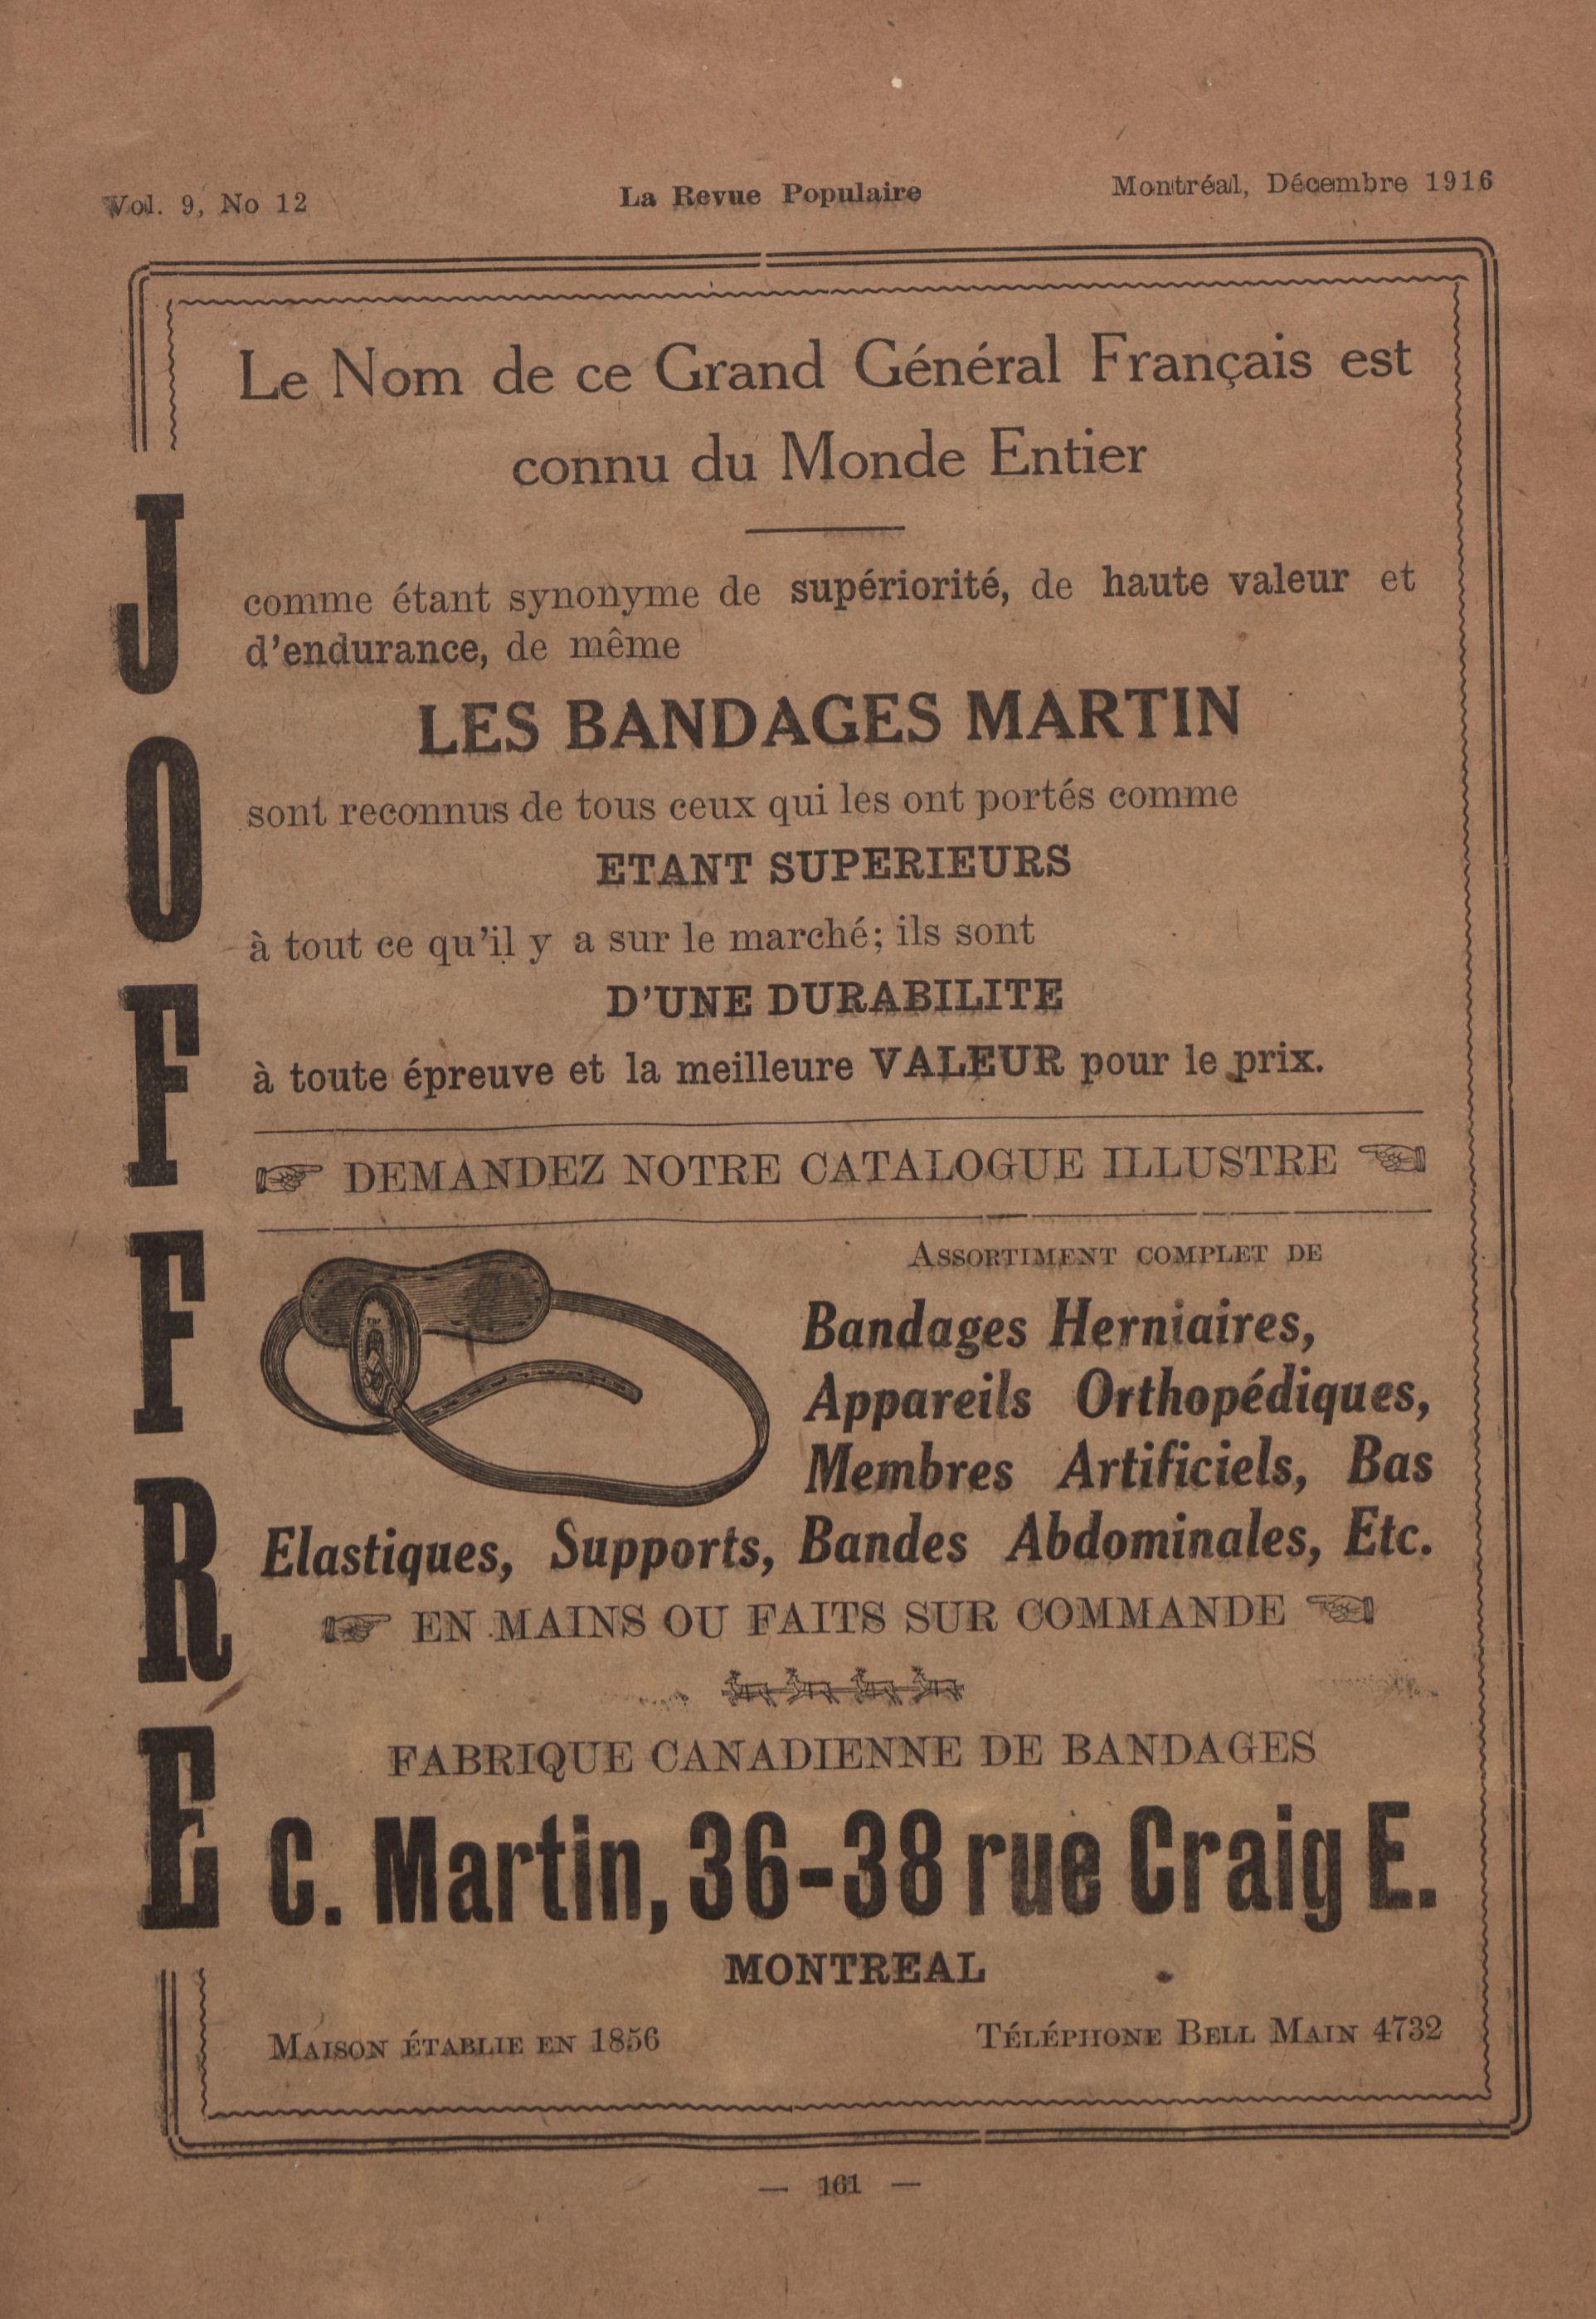 Vol. 9, No 12
La Revue Populaire
Montréal, Décembre 1916
JOFFRE
Le Nom de ce Grand Général Français est
connu du Monde Entier
comme étant synonyme de supériorité, de haute valeur et
d'endurance, de même
LES BANDAGES MARTIN
sont reconnus de tous ceux qui les ont portés comme
ETANT SUPERIEURS
à tout ce qu'il y a sur le marché; ils sont
D'UNE DURABILITE
à toute épreuve et la meilleure VALEUR pour le prix.
☞ DEMANDEZ NOTRE CATALOGUE ILLUSTRE ☜
ASSORTIMENT COMPLET DE
Bandages Herniaires,
Appareils Orthopédiques,
Membres Artificiels, Bas
Elastiques, Supports, Bandes Abdominales, Etc.
☞ EN MAINS OU FAITS SUR COMMANDE ☜
FABRIQUE CANADIENNE DE BANDAGES
C. Martin, 36-38 rue Craig E.
MONTREAL
MAISON ÉTABLIE EN 1856
TÉLÉPHONE BELL MAIN 4732
— 161 —